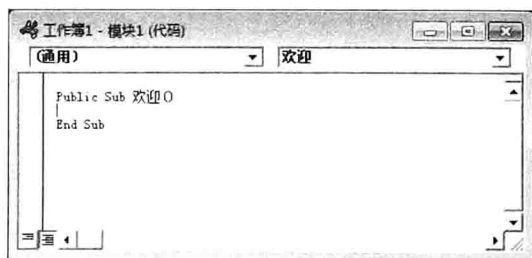 工作簿1 - 模块1 (代码)
(通用)
欢迎
Public Sub 欢迎()
End Sub